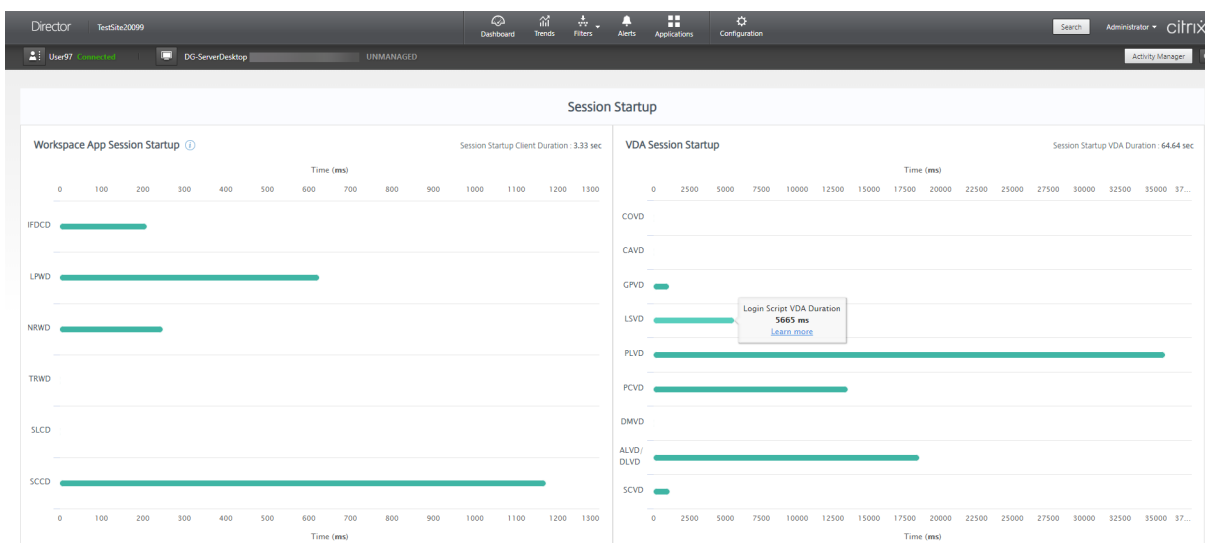 Director TestSite20099 Dashboard Trends Filters Alerts Applications Configuration Search Administrator citrix
User97 Connected DG-ServerDesktop UNMANAGED Activity Manager
Session Startup
Workspace App Session Startup Session Startup Client Duration : 3.33 sec
Time (ms)
0 100 200 300 400 500 600 700 800 900 1000 1100 1200 1300
IFDCD
LPWD
NRWD
TRWD
SLCD
SCCD
0 100 200 300 400 500 600 700 800 900 1000 1100 1200 1300
Time (ms)
VDA Session Startup Session Startup VDA Duration : 64.64 sec
Time (ms)
0 2500 5000 7500 10000 12500 15000 17500 20000 22500 25000 27500 30000 32500 35000 37...
COVD
CAVD
GPVD
LSVD
Login Script VDA Duration
5665 ms
Learn more
PLVD
PCVD
DMVD
ALVD/
DLVD
SCVD
0 2500 5000 7500 10000 12500 15000 17500 20000 22500 25000 27500 30000 32500 35000 37...
Time (ms)